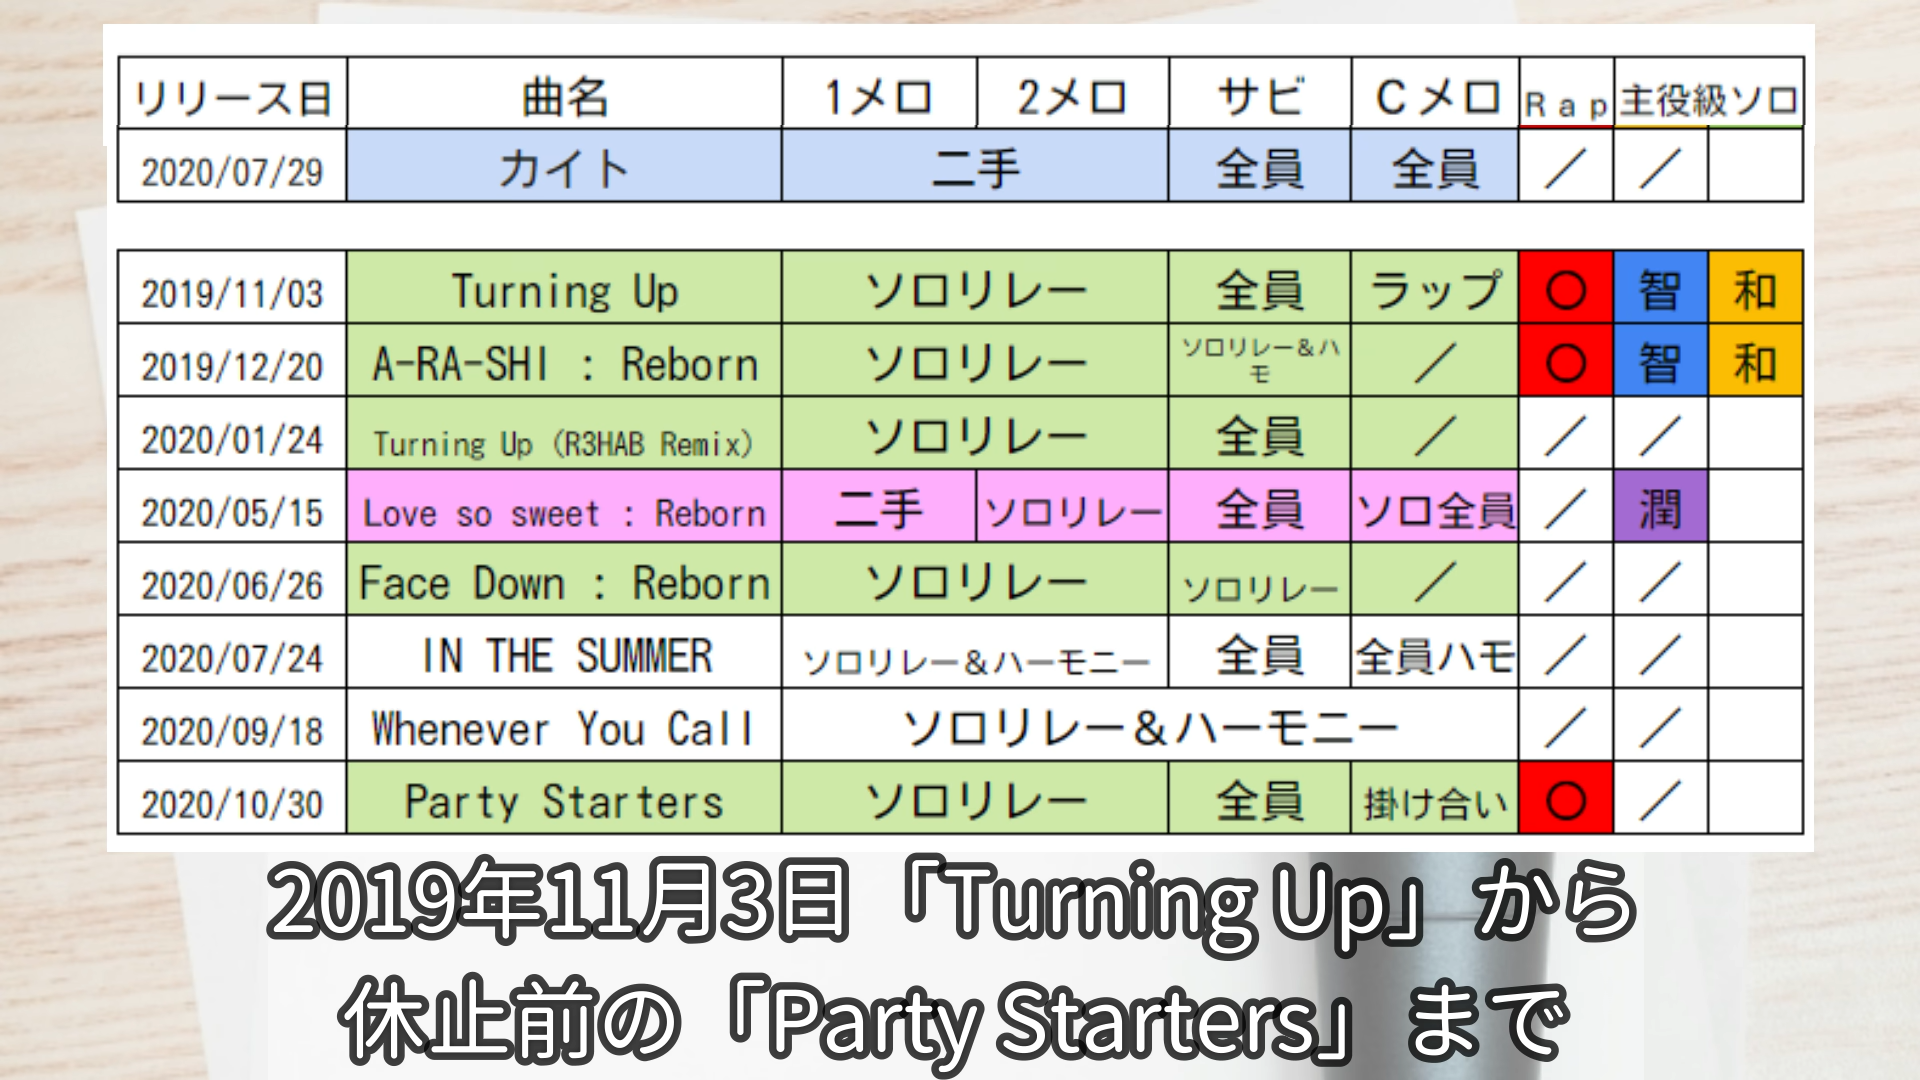 リリース日 曲名 1メロ 2メロ サビ Cメロ Rap 主役級ソロ
2020/07/29 カイト 二手 全員 全員 ／ ／
2019/11/03 Turning Up ソロリレー 全員 ラップ 〇 智 和
2019/12/20 A-RA-SHI : Reborn ソロリレー ソロリレー＆ハモ ／ 〇 智 和
2020/01/24 Turning Up (R3HAB Remix) ソロリレー 全員 ／ ／ ／
2020/05/15 Love so sweet : Reborn 二手 ソロリレー 全員 ソロ全員 ／ 潤
2020/06/26 Face Down : Reborn ソロリレー ソロリレー ／ ／ ／
2020/07/24 IN THE SUMMER ソロリレー＆ハーモニー 全員 全員ハモ ／ ／
2020/09/18 Whenever You Call ソロリレー＆ハーモニー ／ ／
2020/10/30 Party Starters ソロリレー 全員 掛け合い 〇 ／
2019年11月3日「Turning Up」から
休止前の「Party Starters」まで